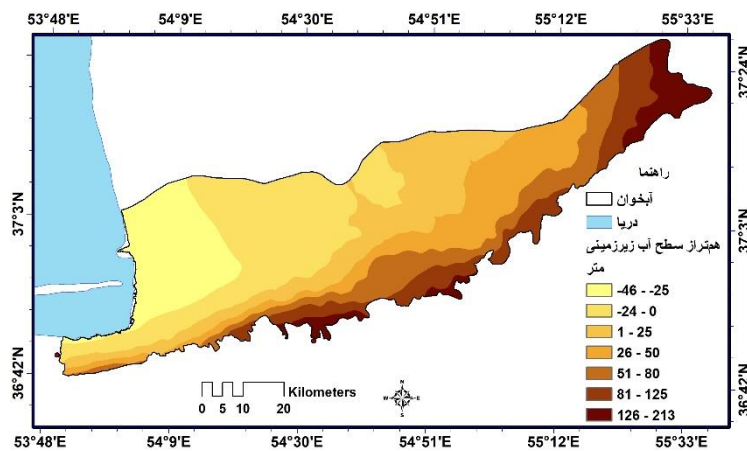 53°48'E 54°9'E 54°30'E 54°51'E 55°12'E 55°33'E
37°24'N
37°3'N
37°3'N
36°42'N
36°42'N
راهنما
آبخوان
دریا
هم‌تراز سطح آب زیرزمینی
متر
-46 - -25
-24 - 0
1 - 25
26 - 50
51 - 80
81 - 125
126 - 213
Kilometers
0 5 10 20
N
W E
S
53°48'E 54°9'E 54°30'E 54°51'E 55°12'E 55°33'E